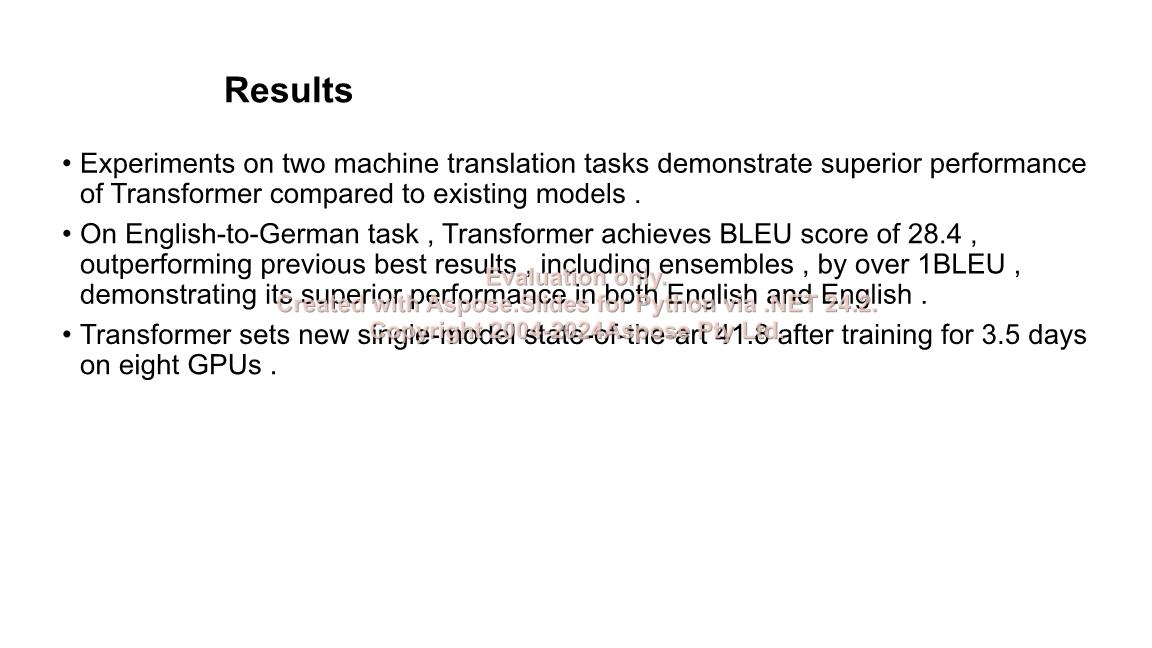 Results
• Experiments on two machine translation tasks demonstrate superior performance
of Transformer compared to existing models .
• On English-to-German task , Transformer achieves BLEU score of 28.4 ,
outperforming previous best results , including ensembles , by over 1BLEU ,
Evaluation only.
demonstrating its superior performance in both English and English .
Created with Aspose.Slides for Python via .NET 24.2.
• Transformer sets new single-model state-of-the-art 41.8 after training for 3.5 days
Copyright 2004-2024Aspose Pty Ltd.
on eight GPUs .